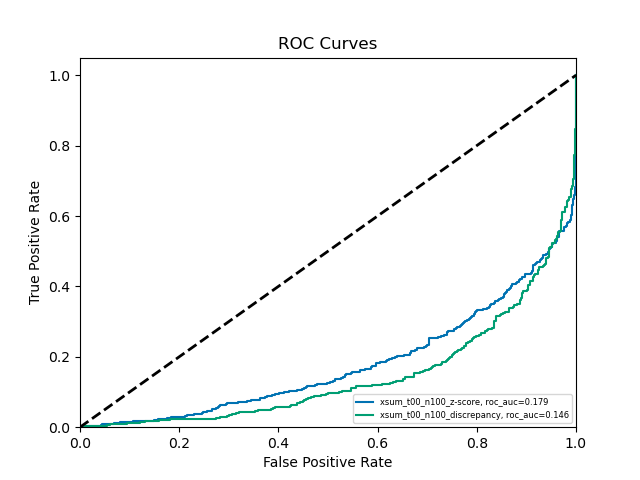 ROC Curves
True Positive Rate
1.0
0.8
0.6
0.4
0.2
0.0
xsum_t00_n100_z-score, roc_auc=0.179
xsum_t00_n100_discrepancy, roc_auc=0.146
0.0 0.2 0.4 0.6 0.8 1.0
False Positive Rate